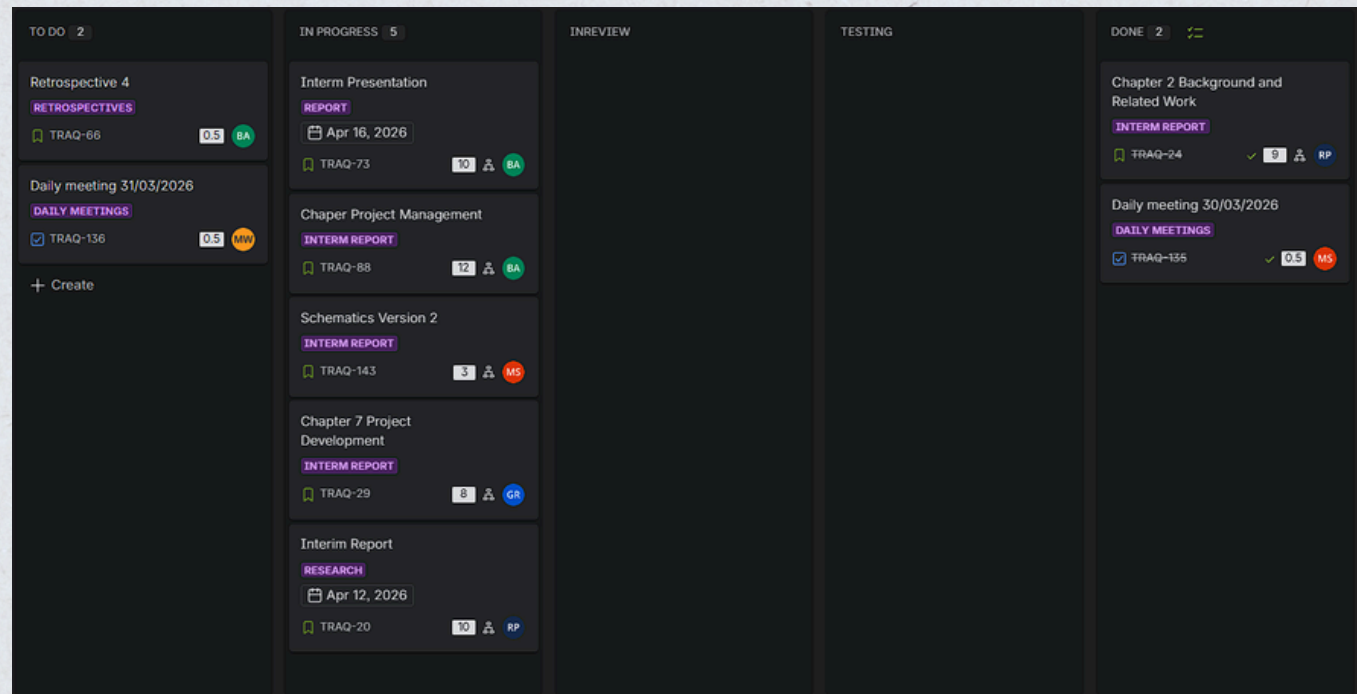 TO DO 2
Retrospective 4
RETROSPECTIVES
TRAQ-66 0.5 BA
Daily meeting 31/03/2026
DAILY MEETINGS
TRAQ-136 0.5 MW
+ Create
IN PROGRESS 5
Interm Presentation
REPORT
Apr 16, 2026
TRAQ-73 10 BA
Chaper Project Management
INTERM REPORT
TRAQ-88 12 BA
Schematics Version 2
INTERM REPORT
TRAQ-143 3 MS
Chapter 7 Project
Development
INTERM REPORT
TRAQ-29 8 GR
Interim Report
RESEARCH
Apr 12, 2026
TRAQ-20 10 RP
INREVIEW
TESTING
DONE 2
Chapter 2 Background and
Related Work
INTERM REPORT
TRAQ-24 9 RP
Daily meeting 30/03/2026
DAILY MEETINGS
TRAQ-135 0.5 MS